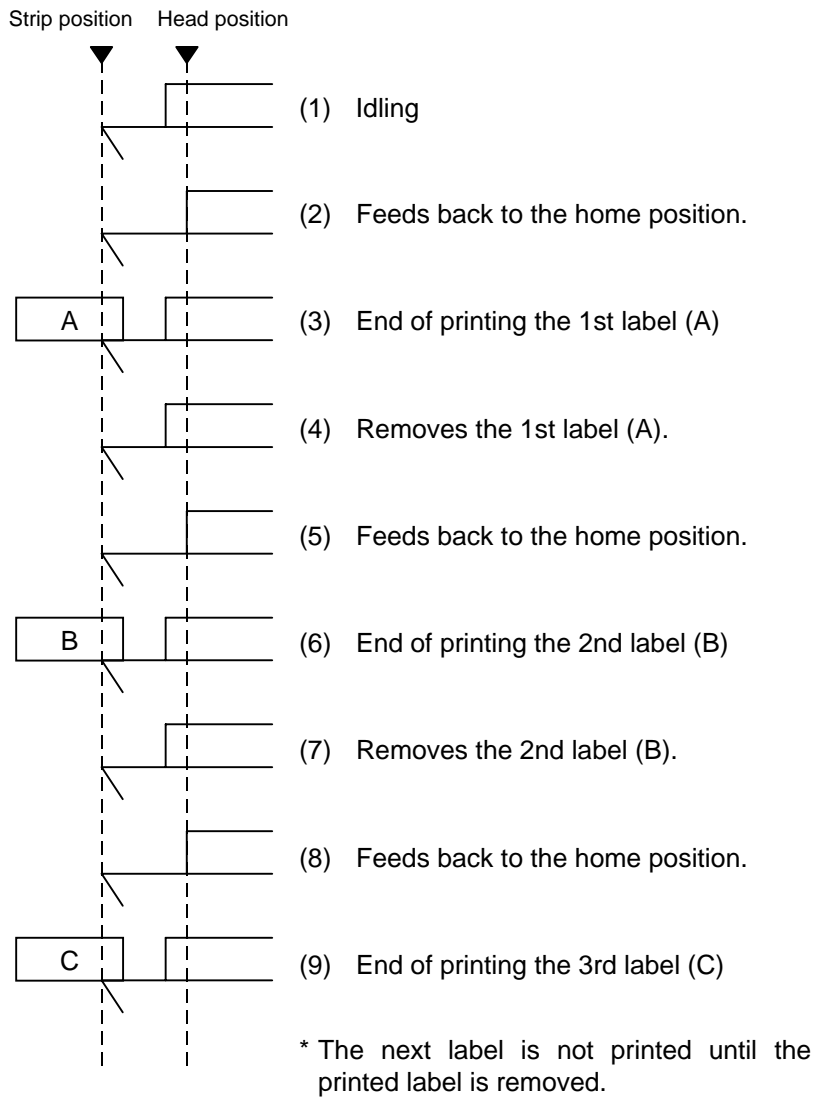 Strip position Head position
(1) Idling
(2) Feeds back to the home position.
A (3) End of printing the 1st label (A)
(4) Removes the 1st label (A).
(5) Feeds back to the home position.
B (6) End of printing the 2nd label (B)
(7) Removes the 2nd label (B).
(8) Feeds back to the home position.
C (9) End of printing the 3rd label (C)
* The next label is not printed until the
printed label is removed.